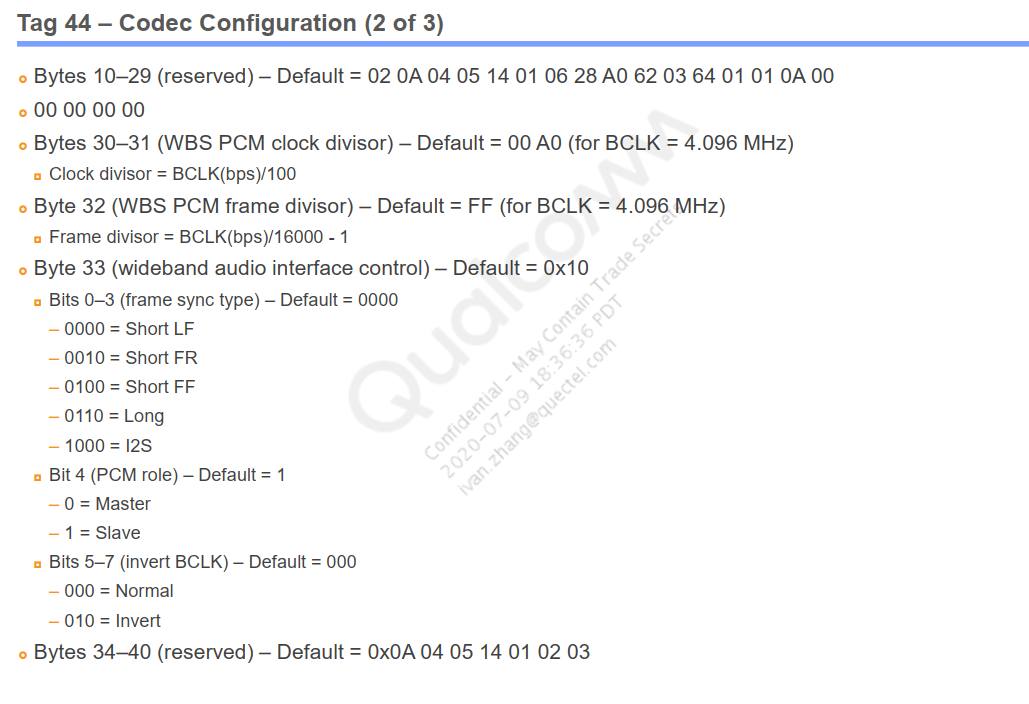 Tag 44 – Codec Configuration (2 of 3)
Bytes 10–29 (reserved) – Default = 02 0A 04 05 14 01 06 28 A0 62 03 64 01 01 0A 00
00 00 00 00
Bytes 30–31 (WBS PCM clock divisor) – Default = 00 A0 (for BCLK = 4.096 MHz)
Clock divisor = BCLK(bps)/100
Byte 32 (WBS PCM frame divisor) – Default = FF (for BCLK = 4.096 MHz)
Frame divisor = BCLK(bps)/16000 - 1
Byte 33 (wideband audio interface control) – Default = 0x10
Bits 0–3 (frame sync type) – Default = 0000
– 0000 = Short LF
– 0010 = Short FR
– 0100 = Short FF
– 0110 = Long
– 1000 = I2S
Bit 4 (PCM role) – Default = 1
– 0 = Master
– 1 = Slave
Bits 5–7 (invert BCLK) – Default = 000
– 000 = Normal
– 010 = Invert
Bytes 34–40 (reserved) – Default = 0x0A 04 05 14 01 02 03
Qualcomm
Confidential – May Contain Trade Secrets
2020-07-09 18:36:36 PDT
ivan.zhang@quectel.com